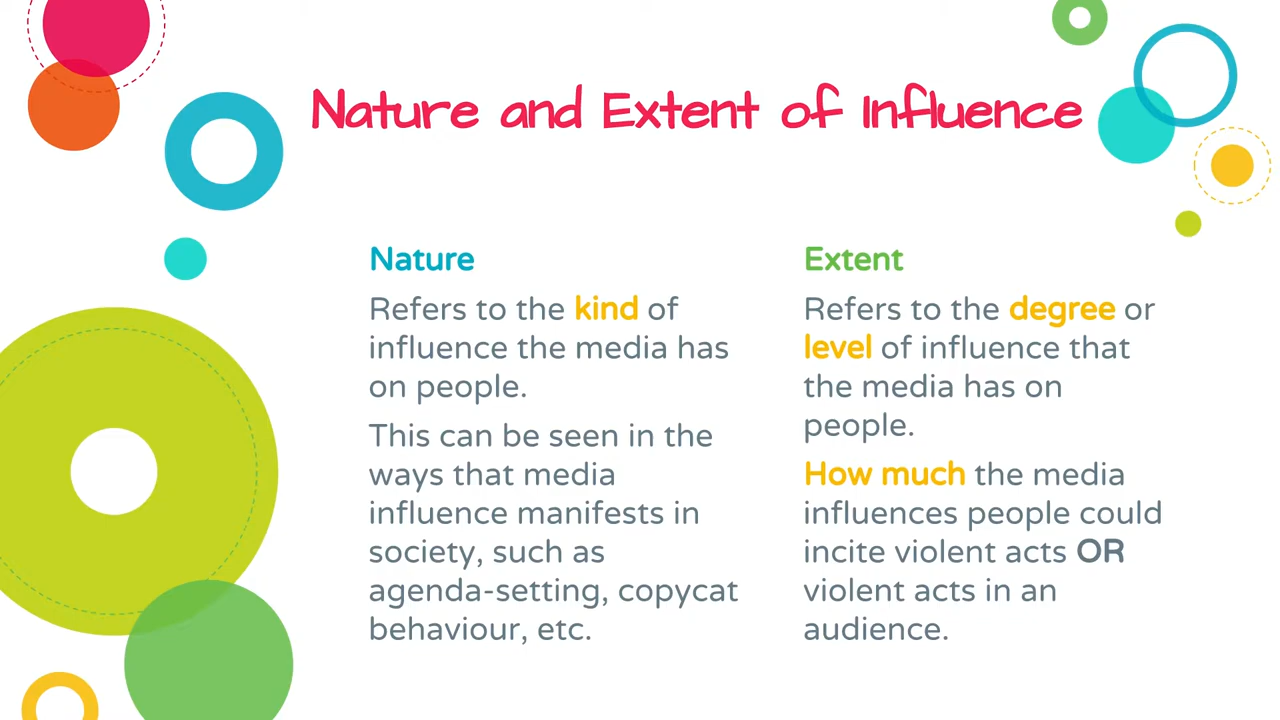 Nature and Extent of Influence
Nature
Refers to the kind of
influence the media has
on people.
This can be seen in the
ways that media
influence manifests in
society, such as
agenda-setting, copycat
behaviour, etc.
Extent
Refers to the degree or
level of influence that
the media has on
people.
How much the media
influences people could
incite violent acts OR
violent acts in an
audience.